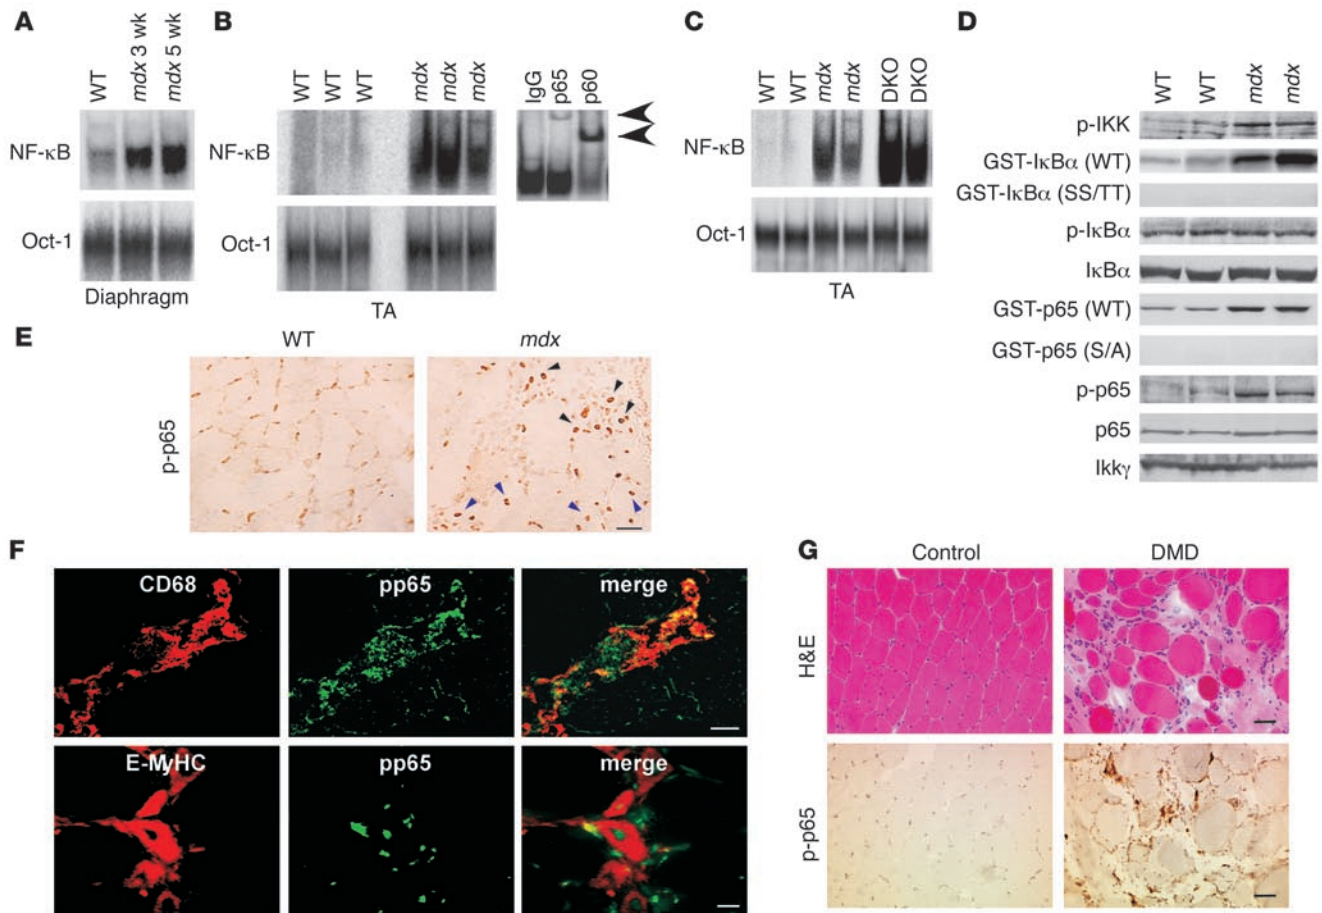 A
WT
mdx 3 wk
mdx 5 wk
NF-κB
Oct-1
Diaphragm
B
WT
WT
WT
mdx
mdx
mdx
IgG
p65
p60
NF-κB
Oct-1
TA
C
WT
WT
mdx
mdx
DKO
DKO
NF-κB
Oct-1
TA
D
WT
WT
mdx
mdx
p-IKK
GST-IκBα (WT)
GST-IκBα (SS/TT)
p-IκBα
IκBα
GST-p65 (WT)
GST-p65 (S/A)
p-p65
p65
Ikkγ
E
WT
mdx
p-p65
F
CD68
pp65
merge
E-MyHC
pp65
merge
G
Control
DMD
H&E
p-p65